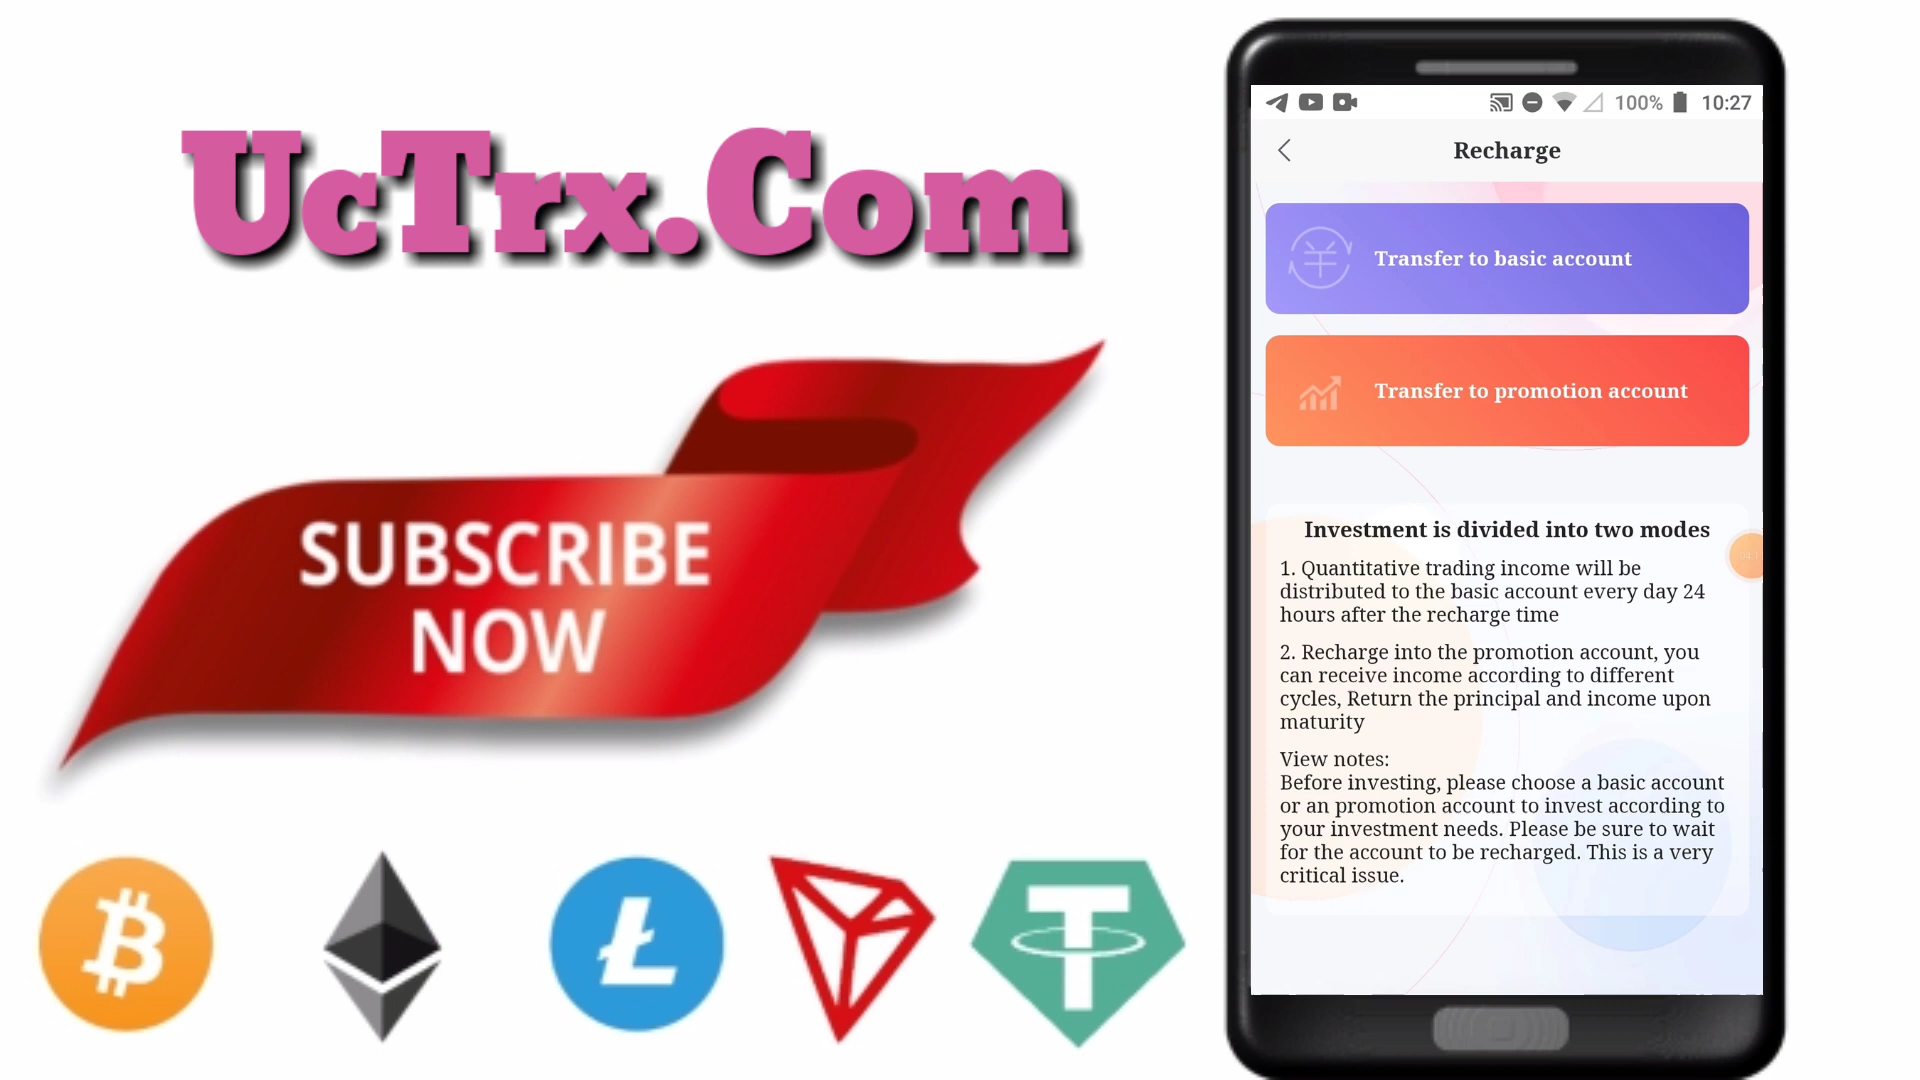 UcTrx.Com
SUBSCRIBE
NOW
100% 10:27
Recharge
Transfer to basic account
Transfer to promotion account
Investment is divided into two modes
1. Quantitative trading income will be
distributed to the basic account every day 24
hours after the recharge time
2. Recharge into the promotion account, you
can receive income according to different
cycles, Return the principal and income upon
maturity
View notes:
Before investing, please choose a basic account
or an promotion account to invest according to
your investment needs. Please be sure to wait
for the account to be recharged. This is a very
critical issue.